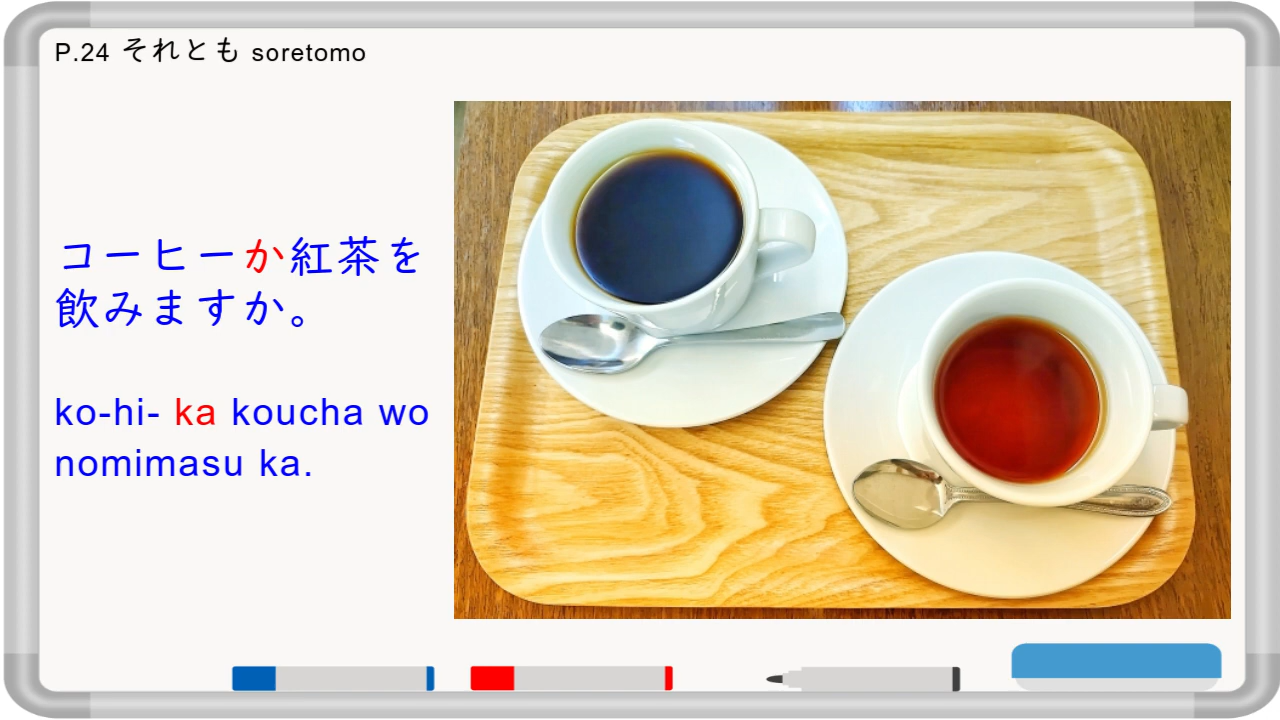 P.24 それとも soretomo
コーヒーか紅茶を
飲みますか。
ko-hi- ka koucha wo
nomimasu ka.